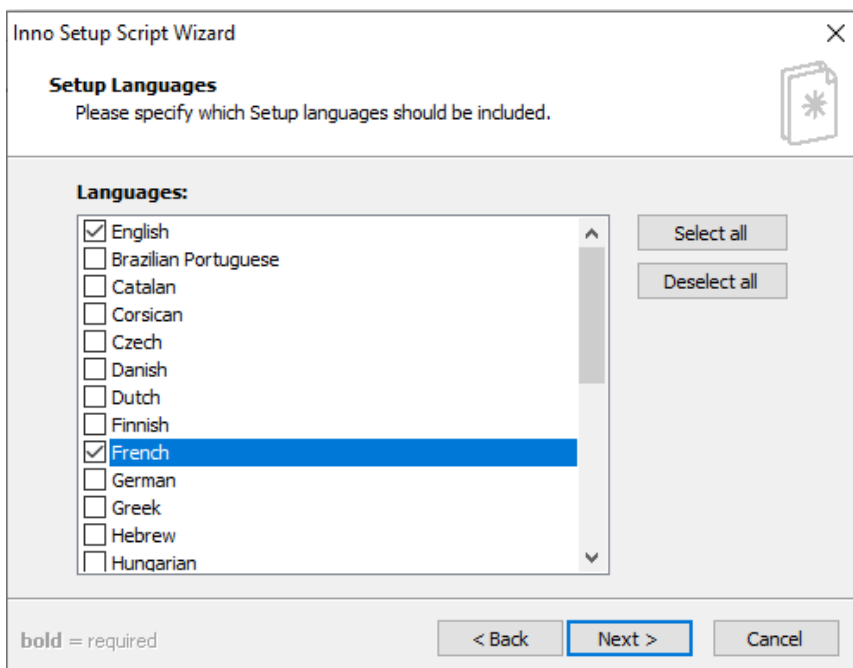 Inno Setup Script Wizard
Setup Languages
Please specify which Setup languages should be included.
Languages:
English
Brazilian Portuguese
Catalan
Corsican
Czech
Danish
Dutch
Finnish
French
German
Greek
Hebrew
Hungarian
Select all
Deselect all
bold = required
< Back
Next >
Cancel